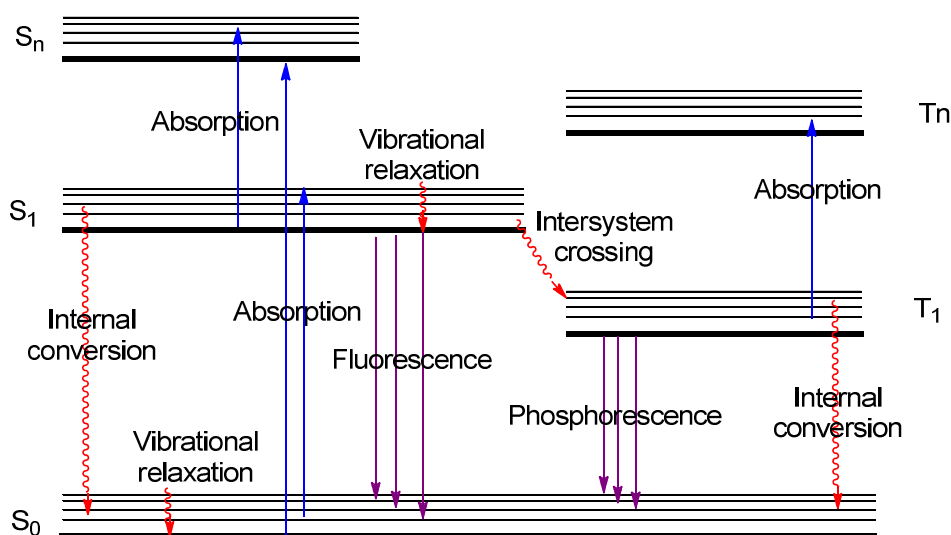 Sn
Tn
Absorption
Vibrational
relaxation
Absorption
S1
Intersystem
crossing
T1
Internal
conversion
Absorption
Fluorescence
Phosphorescence
Internal
conversion
Vibrational
relaxation
S0